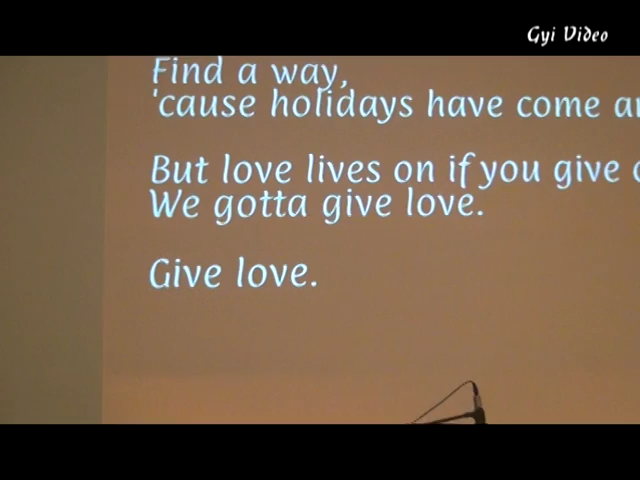 Gyi Video
Find a way,
'cause holidays have come
But love lives on if you give
We gotta give love.
Give love.